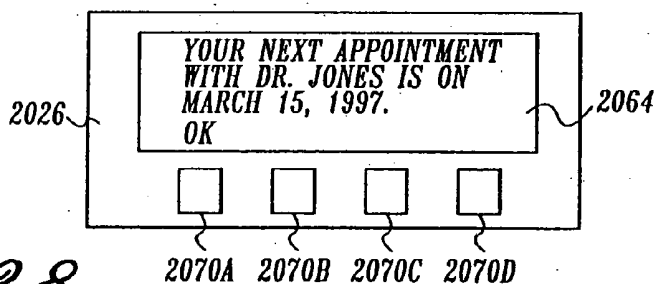 YOUR NEXT APPOINTMENT
WITH DR. JONES IS ON
MARCH 15, 1997.
OK
2026
2064
2070A 2070B 2070C 2070D